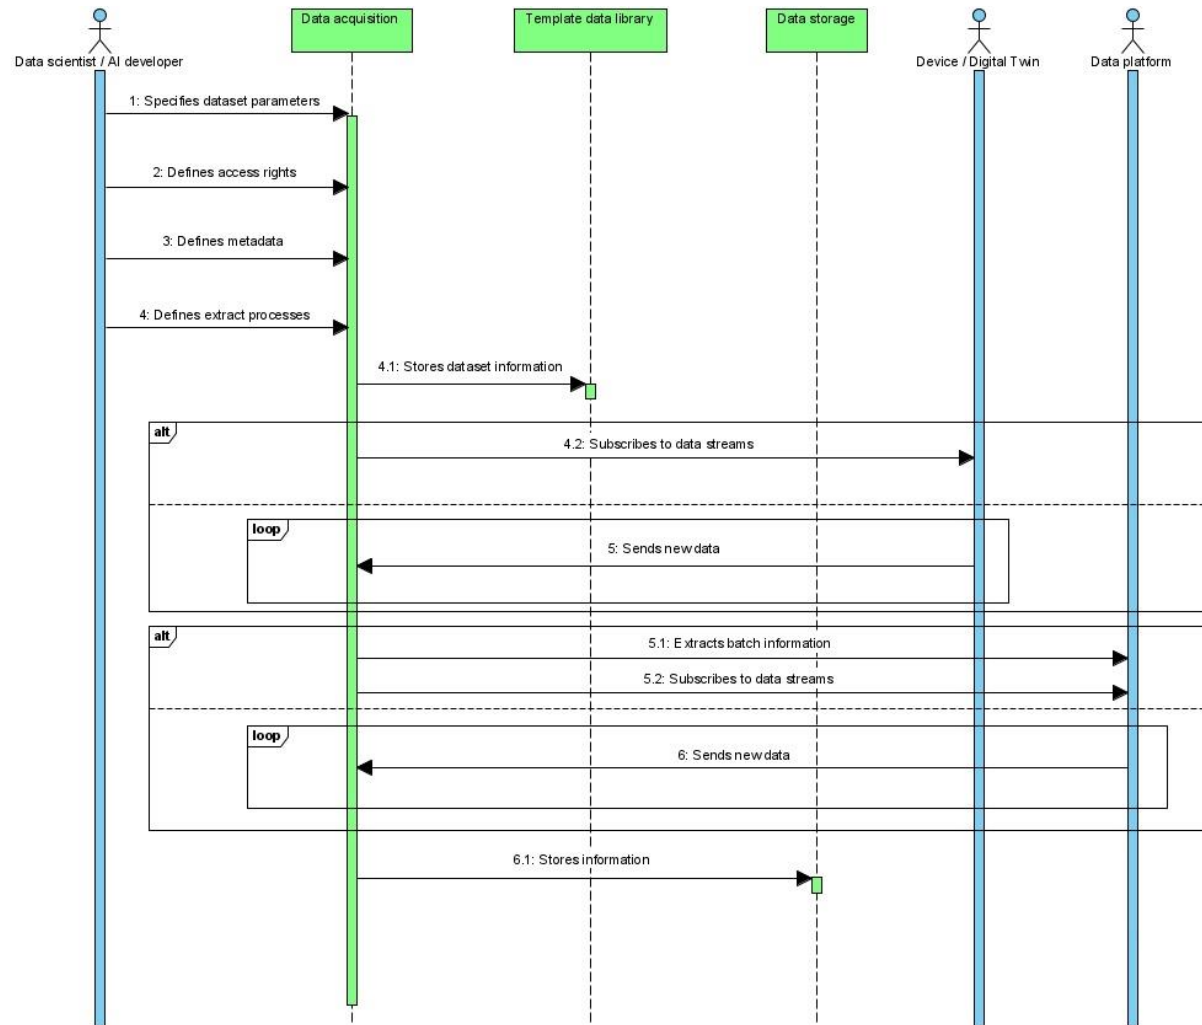 Data acquisition
Template data library
Data storage
Data scientist / AI developer
Device / Digital Twin
Data platform
1: Specifies dataset parameters
2: Defines access rights
3: Defines metadata
4: Defines extract processes
4.1: Stores dataset information
alt
4.2: Subscribes to data streams
loop
5: Sends new data
alt
5.1: Extracts batch information
5.2: Subscribes to data streams
loop
6: Sends new data
6.1: Stores information